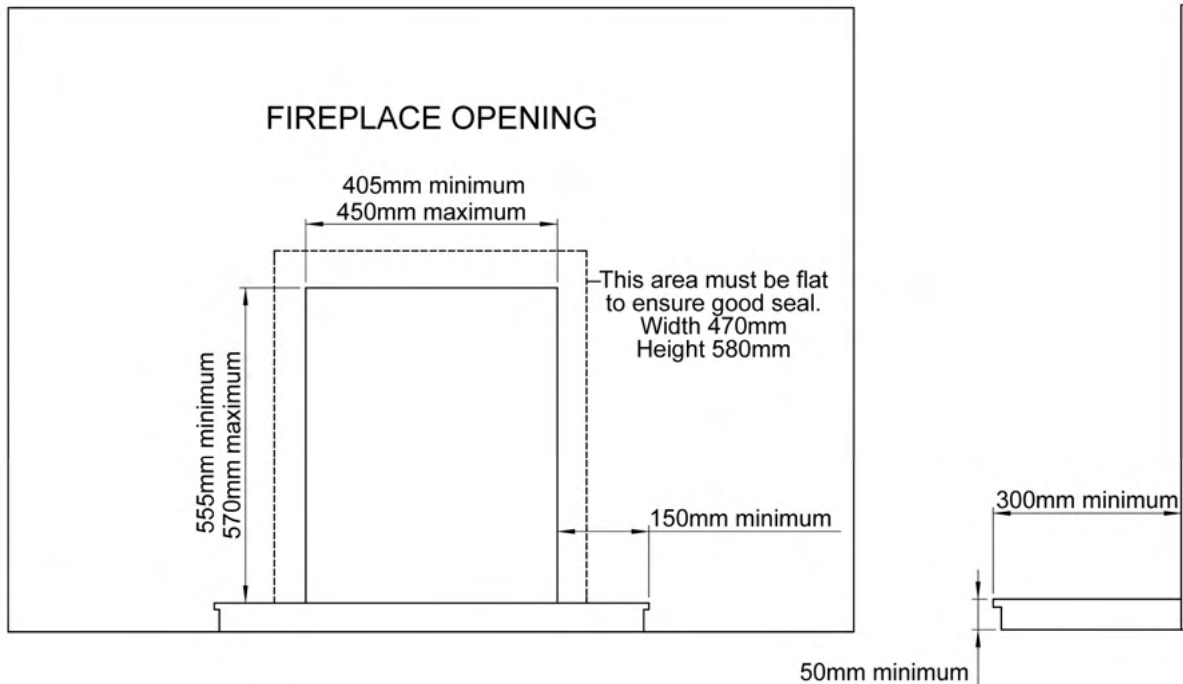 FIREPLACE OPENING
405mm minimum
450mm maximum
This area must be flat
to ensure good seal.
Width 470mm
Height 580mm
555mm minimum
570mm maximum
150mm minimum
300mm minimum
50mm minimum